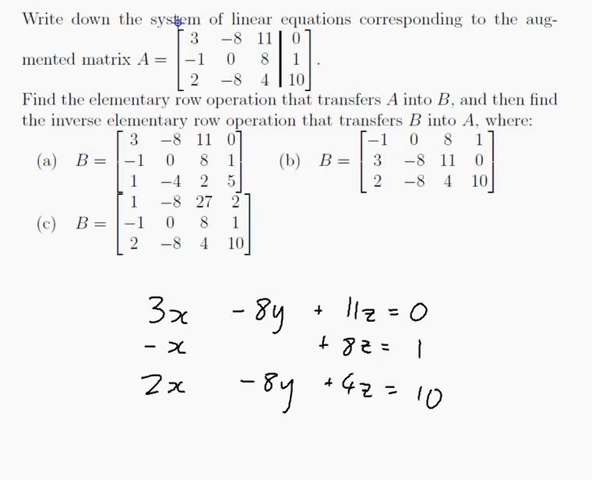 Write down the system of linear equations corresponding to the aug-
mented matrix A = [ 3 -8 11 | 0 ; -1 0 8 | 1 ; 2 -8 4 | 10 ] .
Find the elementary row operation that transfers A into B, and then find
the inverse elementary row operation that transfers B into A, where:
(a) B = [ 3 -8 11 0 ; -1 0 8 1 ; 1 -4 2 5 ] (b) B = [ -1 0 8 1 ; 3 -8 11 0 ; 2 -8 4 10 ]
(c) B = [ 1 -8 27 2 ; -1 0 8 1 ; 2 -8 4 10 ]
3x - 8y + 11z = 0
- x + 8z = 1
2x - 8y + 4z = 10